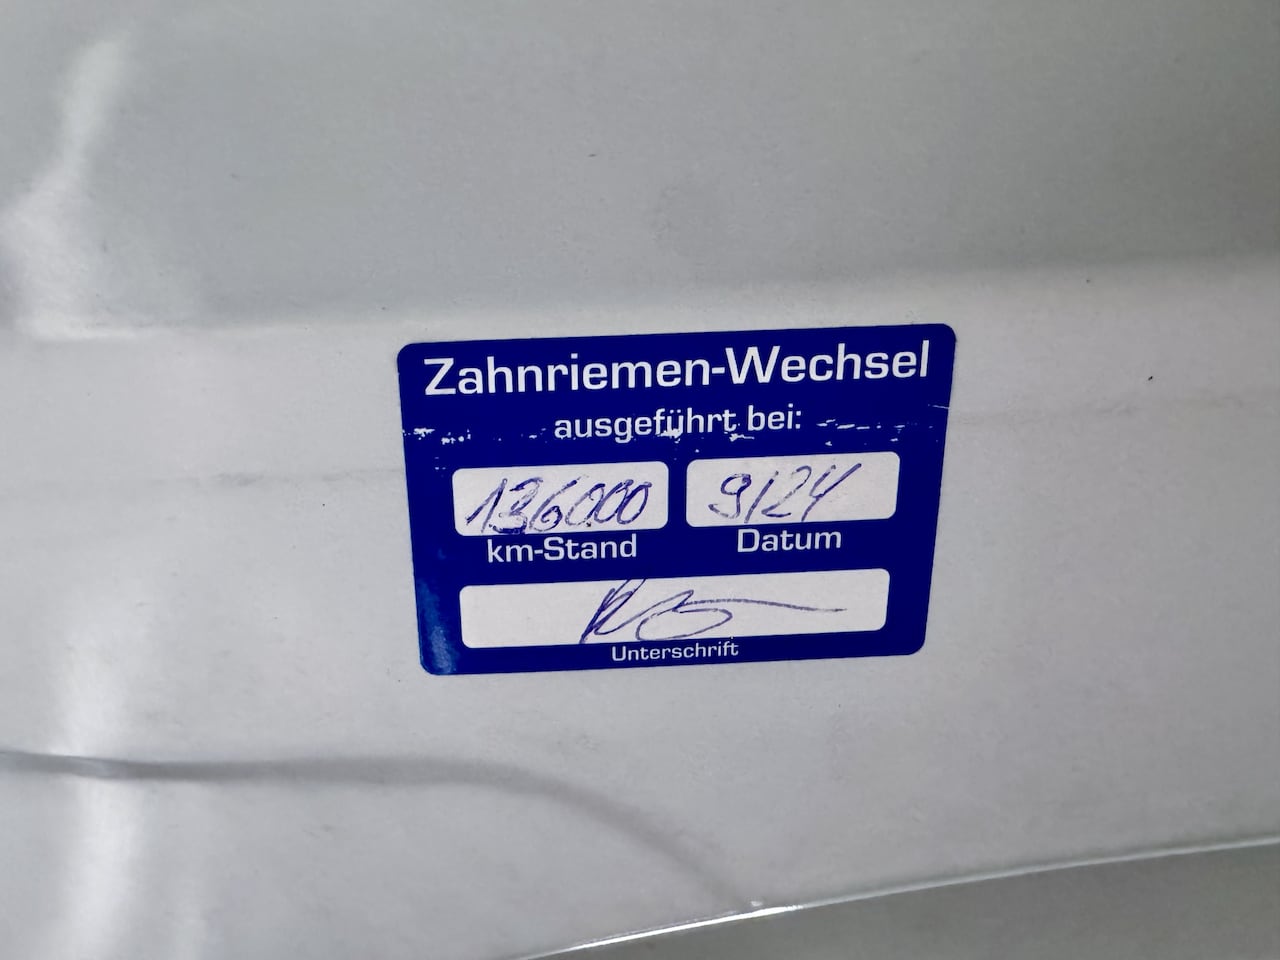 Zahnriemen-Wechsel
ausgeführt bei:
136000 9/24
km-Stand Datum
Unterschrift